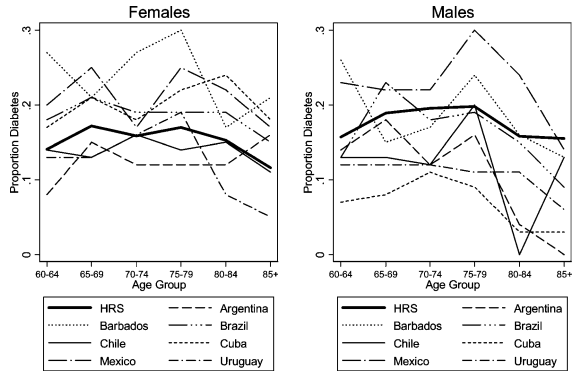 Females
Proportion Diabetes
.3
.2
.1
0
60-64 65-69 70-74 75-79 80-84 85+
Age Group
HRS Argentina
Barbados Brazil
Chile Cuba
Mexico Uruguay
Males
Proportion Diabetes
.3
.2
.1
0
60-64 65-69 70-74 75-79 80-84 85+
Age Group
HRS Argentina
Barbados Brazil
Chile Cuba
Mexico Uruguay